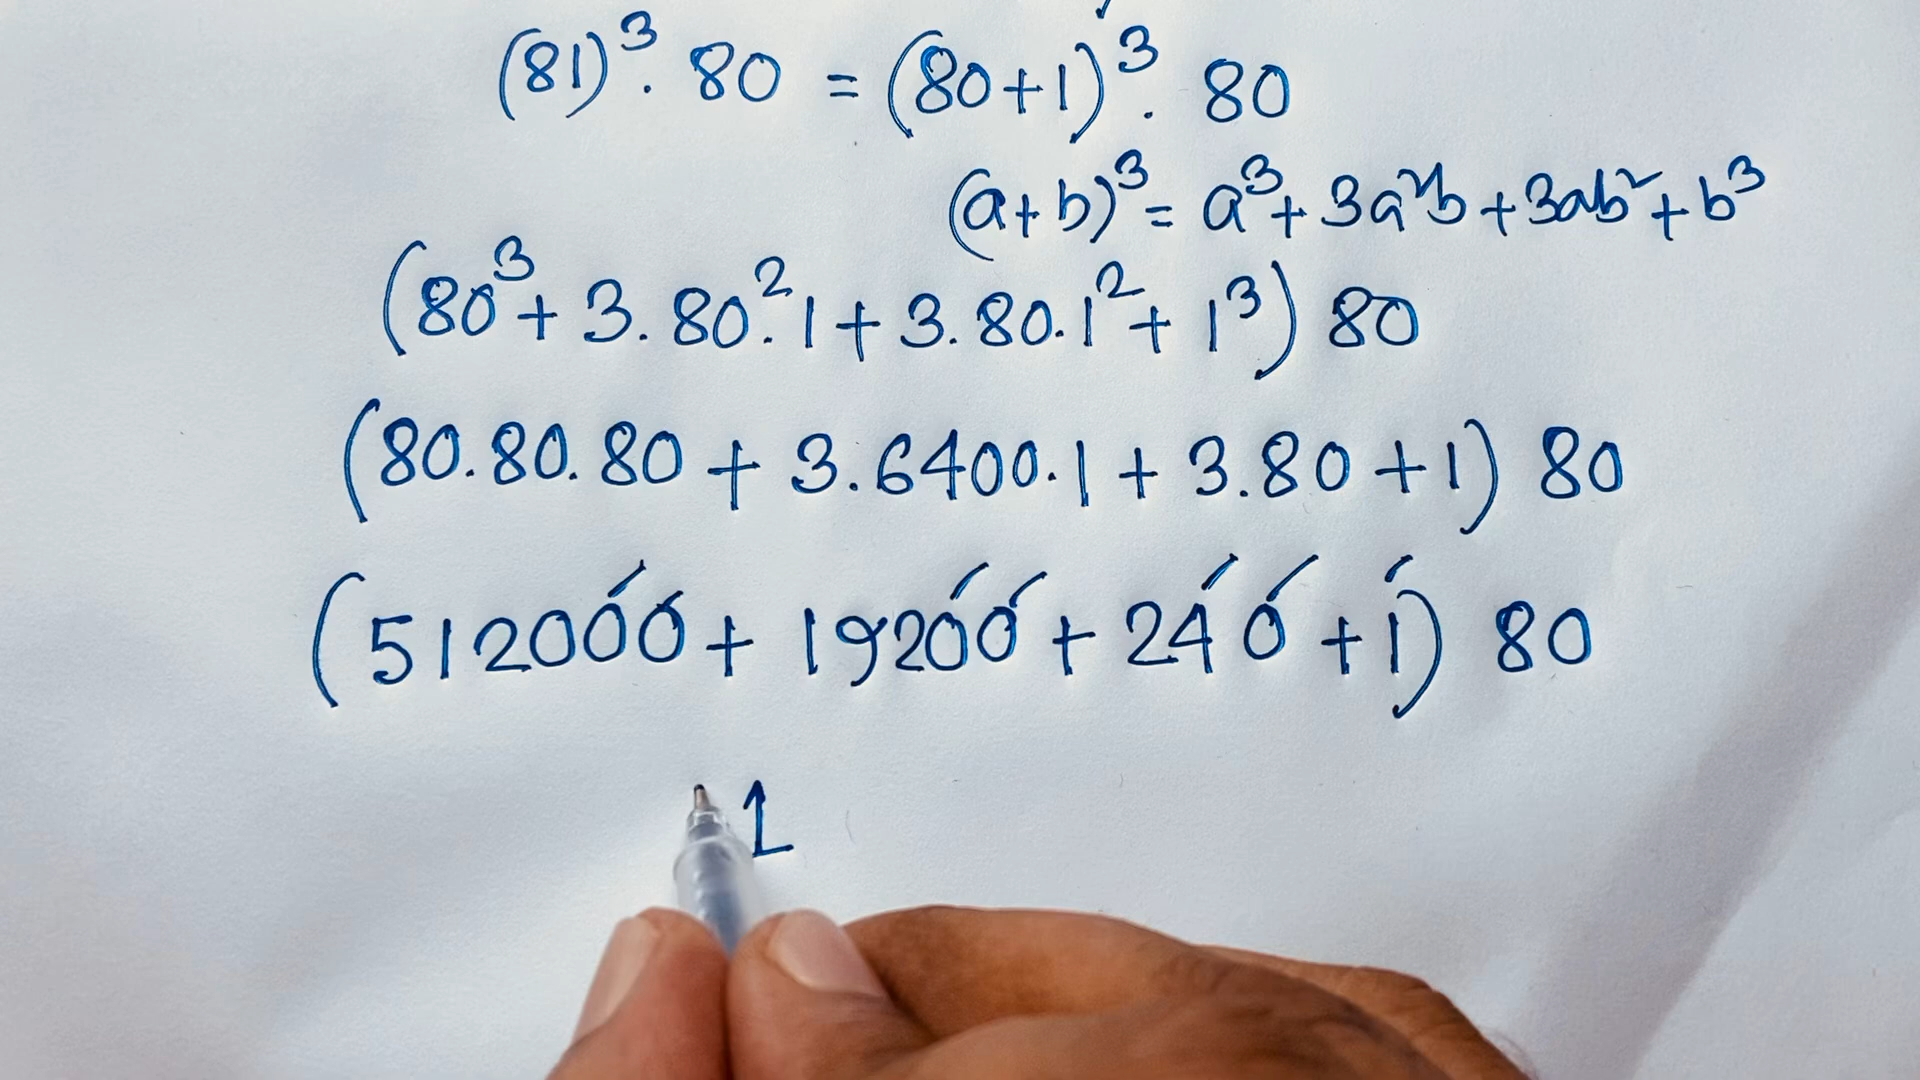 (81)³. 80 = (80+1)³. 80
(a+b)³= a³+ 3a²b+3ab²+b³
(80³+ 3.80².1+3.80.1²+ 1³) 80
(80.80.80 + 3.6400.1+3.80+1) 80
(512000+ 19200+240+1) 80
1